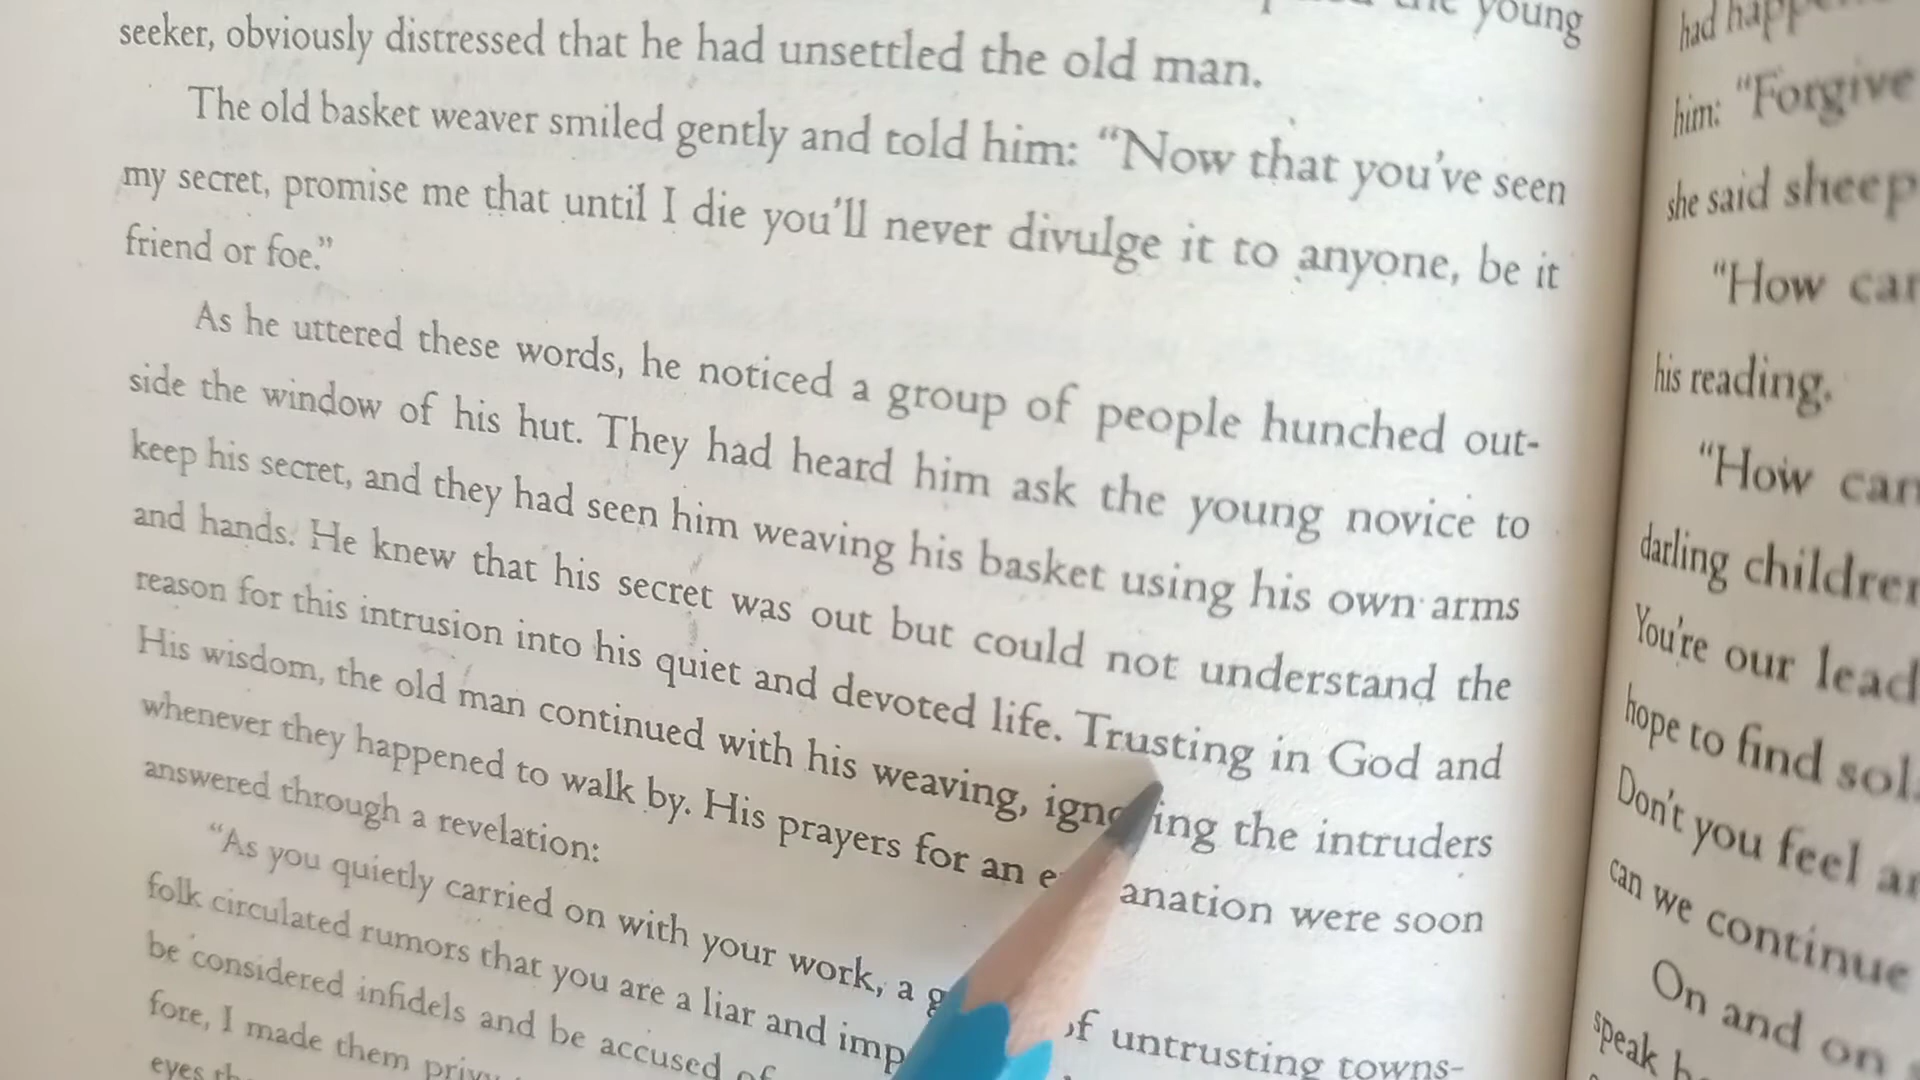 the young
seeker, obviously distressed that he had unsettled the old man.
The old basket weaver smiled gently and told him: “Now that you’ve seen
my secret, promise me that until I die you’ll never divulge it to anyone, be it
friend or foe.”
As he uttered these words, he noticed a group of people hunched out-
side the window of his hut. They had heard him ask the young novice to
keep his secret, and they had seen him weaving his basket using his own arms
and hands. He knew that his secret was out but could not understand the
reason for this intrusion into his quiet and devoted life. Trusting in God and
His wisdom, the old man continued with his weaving, ing the intruders
whenever they happened to walk by. His prayers for an anation were soon
answered through a revelation:
“As you quietly carried on with your work, a of untrusting towns-
folk circulated rumors that you are a liar and imp
be considered infidels and be accused of
fore, I made them
eyes
had
him: “Forgive
she said sheep
“How can
his reading.
“How can
darling children
You’re our lead
hope to find sol
Don’t you feel
can we continue
On and on
speak